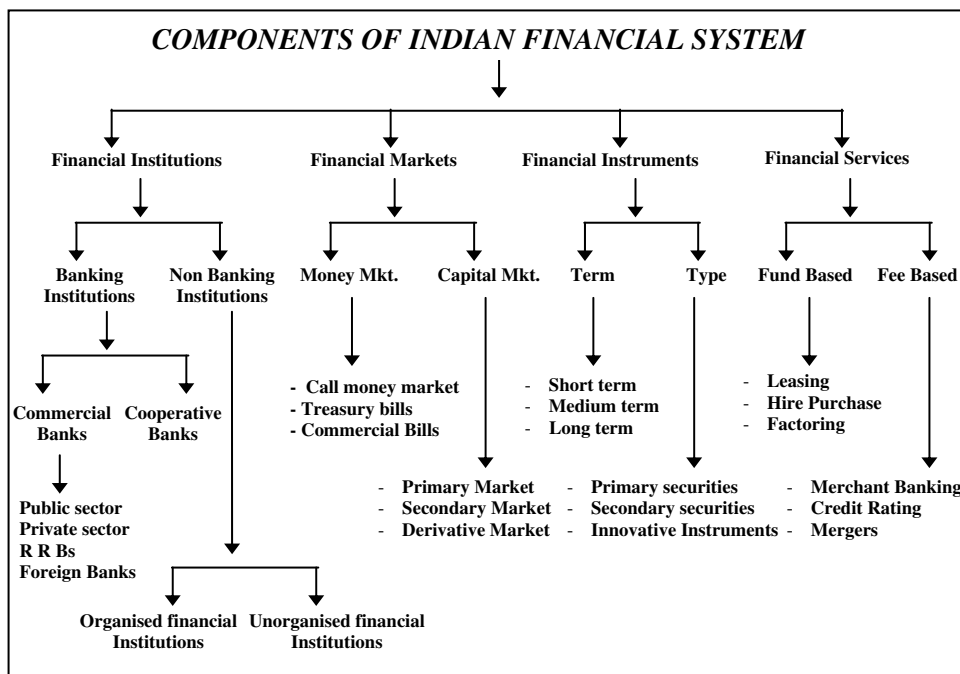 COMPONENTS OF INDIAN FINANCIAL SYSTEM
Financial Institutions
Financial Markets
Financial Instruments
Financial Services
Banking
Institutions
Non Banking
Institutions
Money Mkt.
Capital Mkt.
Term
Type
Fund Based
Fee Based
Commercial
Banks
Cooperative
Banks
- Call money market
- Treasury bills
- Commercial Bills
- Short term
- Medium term
- Long term
- Leasing
- Hire Purchase
- Factoring
Public sector
Private sector
R R Bs
Foreign Banks
- Primary Market
- Secondary Market
- Derivative Market
- Primary securities
- Secondary securities
- Innovative Instruments
- Merchant Banking
- Credit Rating
- Mergers
Organised financial
Institutions
Unorganised financial
Institutions